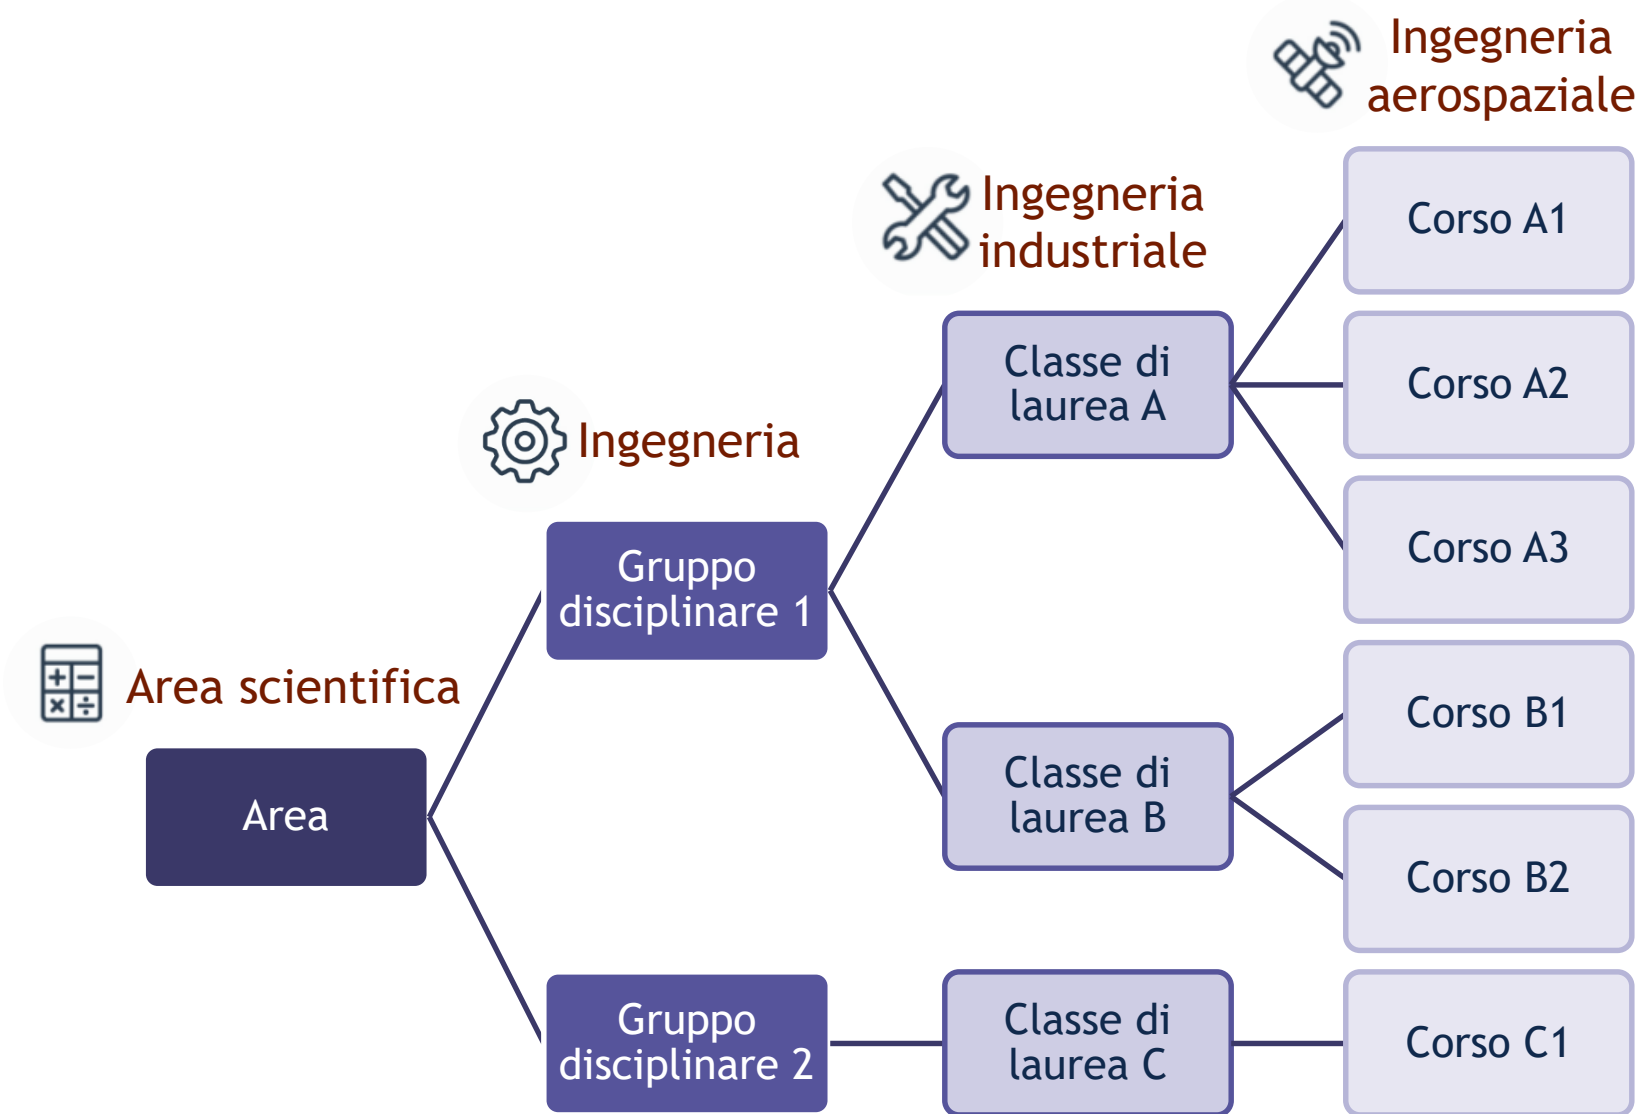 Ingegneria
aerospaziale
Corso A1
Ingegneria
industriale
Classe di
laurea A
Corso A2
Ingegneria
Corso A3
Gruppo
disciplinare 1
Area scientifica
Corso B1
Area
Classe di
laurea B
Corso B2
Gruppo
disciplinare 2
Classe di
laurea C
Corso C1